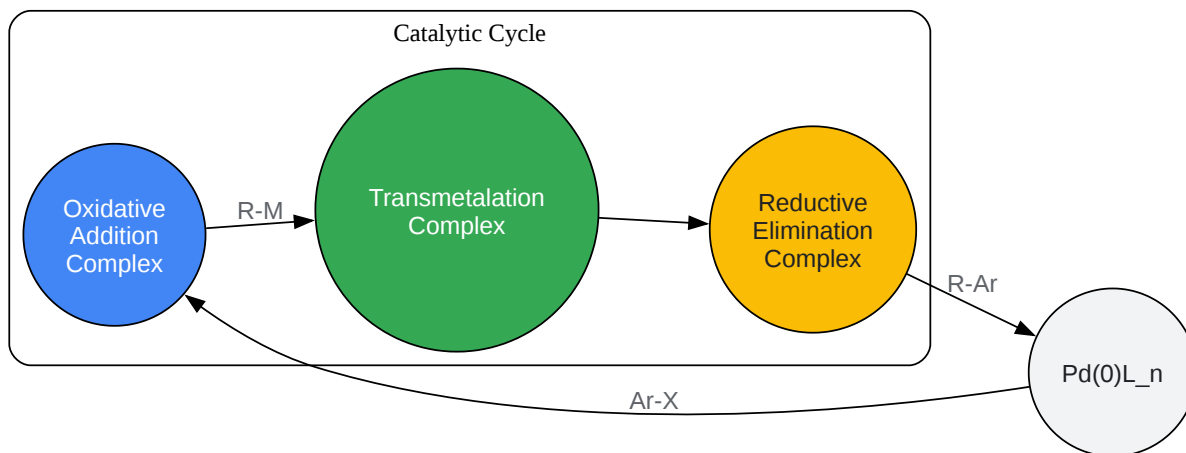 Catalytic Cycle
Oxidative
Addition
Complex
R-M
Transmetalation
Complex
Reductive
Elimination
Complex
R-Ar
Pd(0)L_n
Ar-X